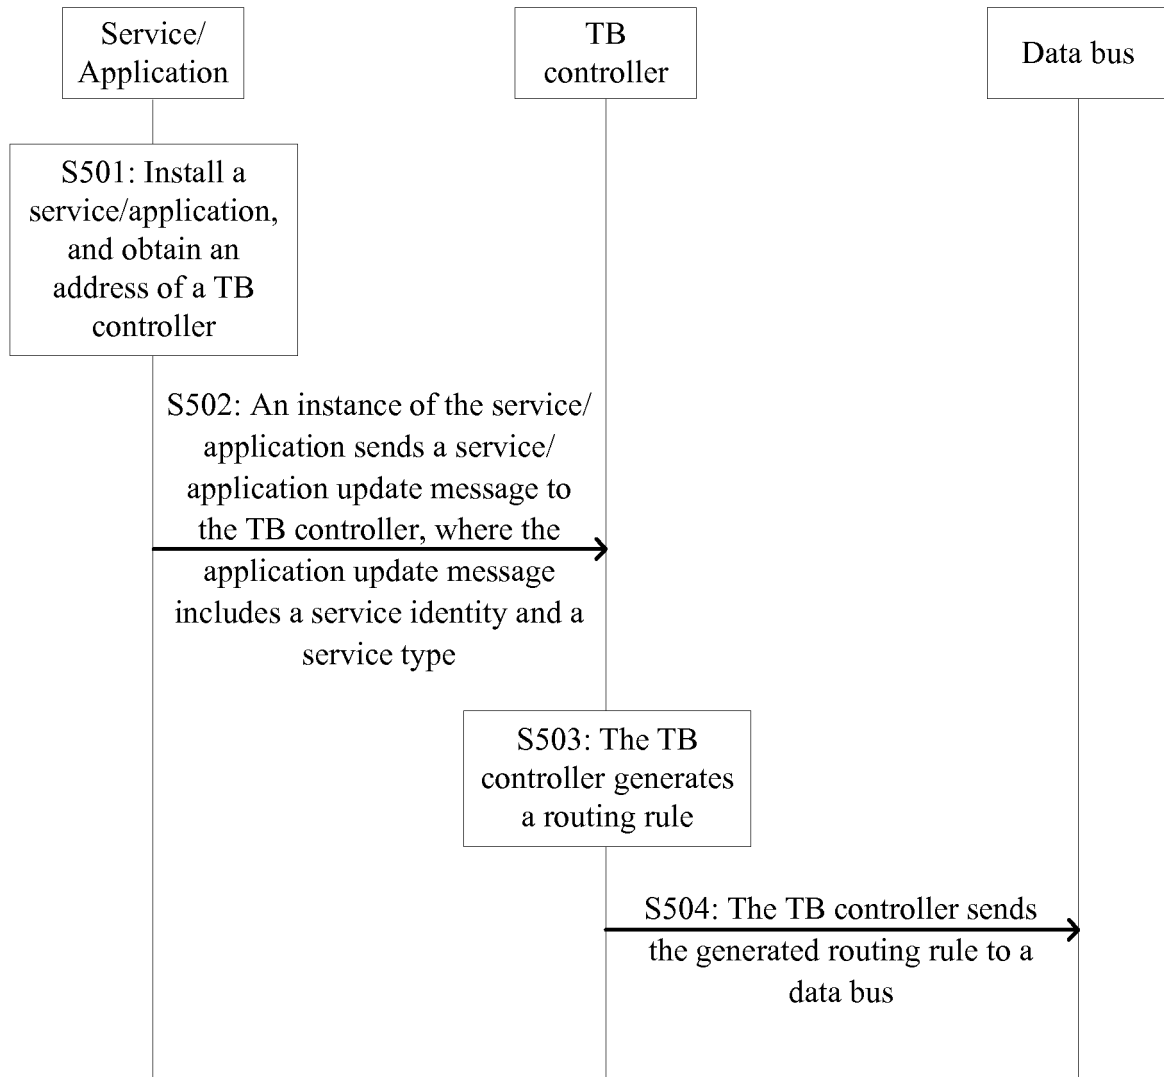 Service/
Application
TB
controller
Data bus
S501: Install a
service/application,
and obtain an
address of a TB
controller
S502: An instance of the service/
application sends a service/
application update message to
the TB controller, where the
application update message
includes a service identity and a
service type
S503: The TB
controller generates
a routing rule
S504: The TB controller sends
the generated routing rule to a
data bus